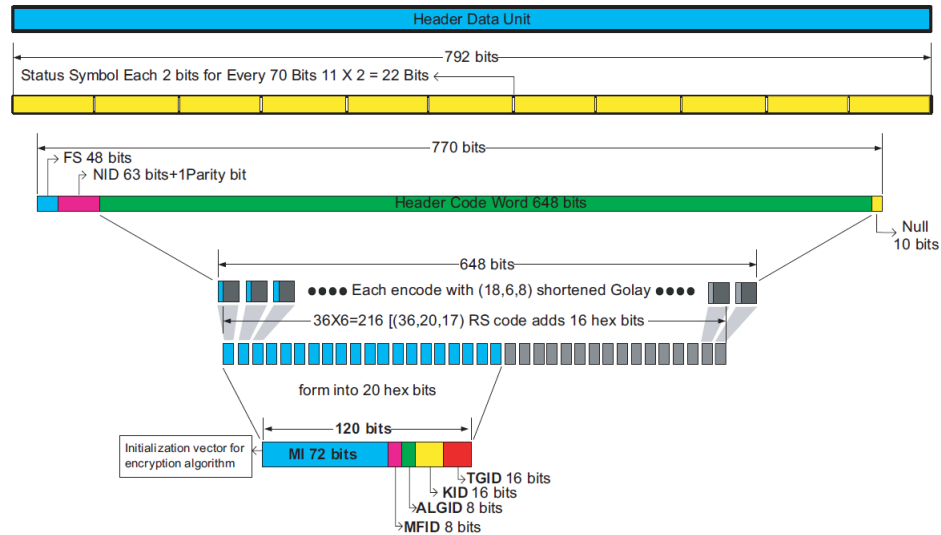 Header Data Unit
792 bits
Status Symbol Each 2 bits for Every 70 Bits 11 X 2 = 22 Bits
770 bits
FS 48 bits
NID 63 bits+1Parity bit
Header Code Word 648 bits
Null
10 bits
648 bits
Each encode with (18,6,8) shortened Golay
36X6=216 [(36,20,17) RS code adds 16 hex bits
form into 20 hex bits
120 bits
Initialization vector for
encryption algorithm
MI 72 bits
TGID 16 bits
KID 16 bits
ALGID 8 bits
MFID 8 bits